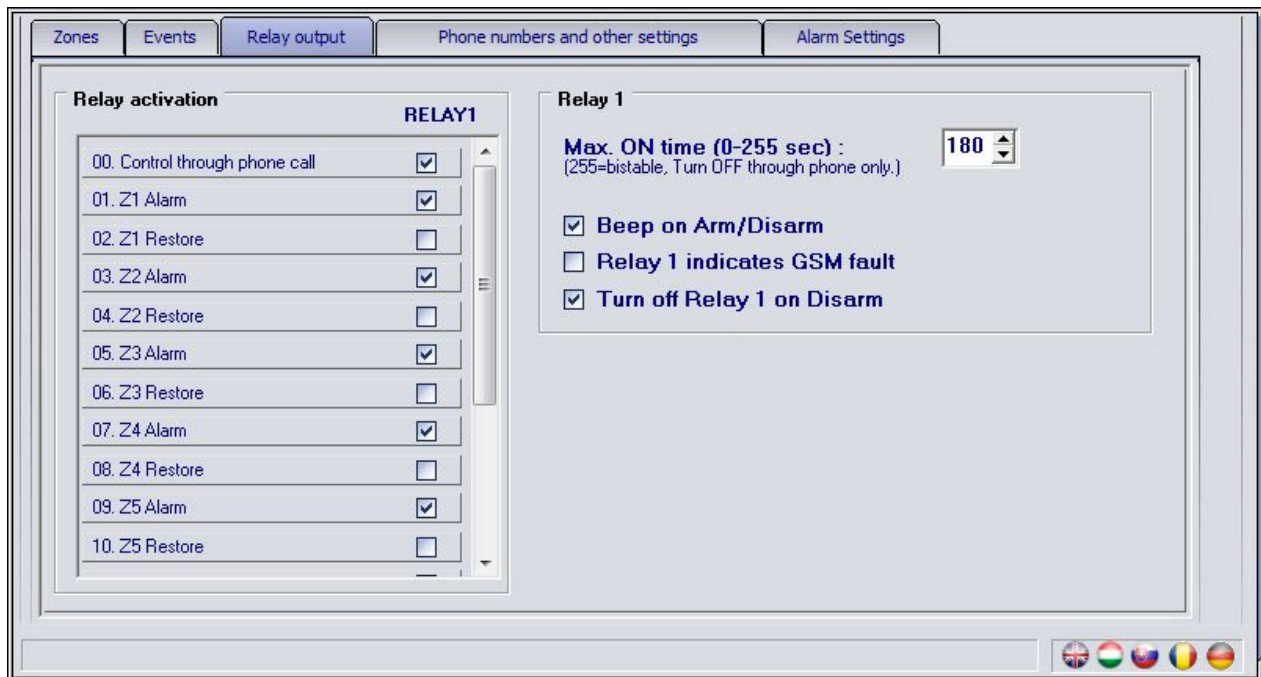 Zones
Events
Relay output
Phone numbers and other settings
Alarm Settings
Relay activation
RELAY1
00. Control through phone call
01. Z1 Alarm
02. Z1 Restore
03. Z2 Alarm
04. Z2 Restore
05. Z3 Alarm
06. Z3 Restore
07. Z4 Alarm
08. Z4 Restore
09. Z5 Alarm
10. Z5 Restore
Relay 1
Max. ON time (0-255 sec) :
180
(255=bistable, Turn OFF through phone only.)
Beep on Arm/Disarm
Relay 1 indicates GSM fault
Turn off Relay 1 on Disarm